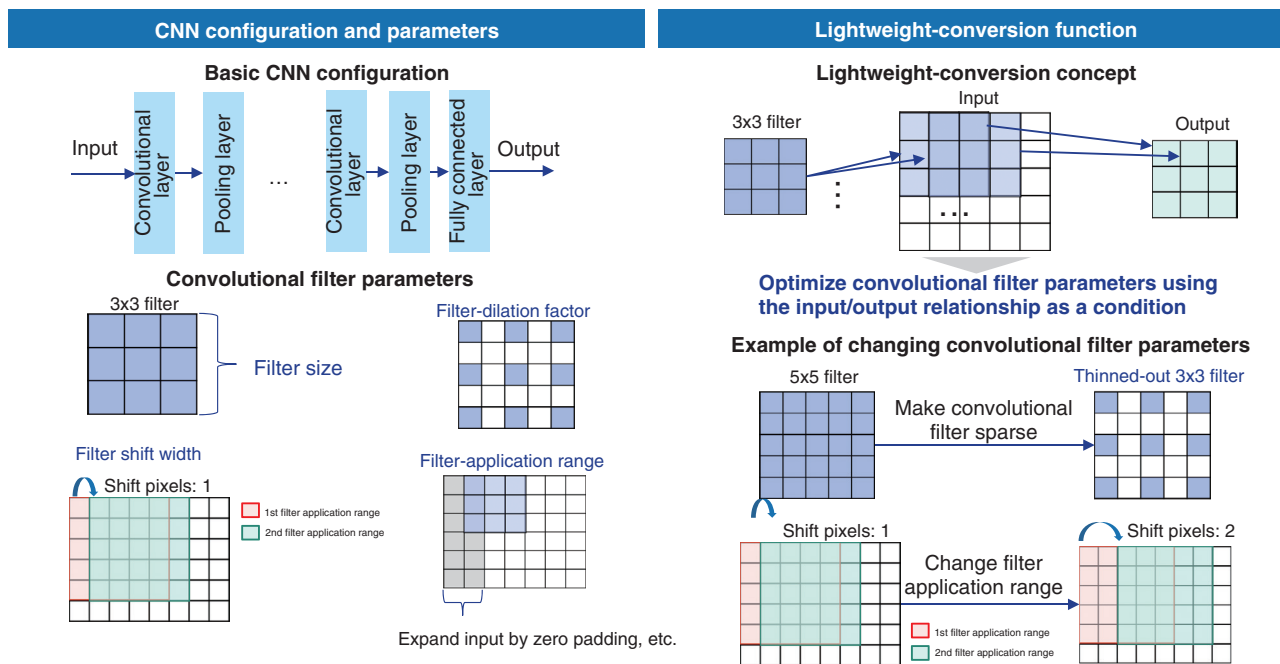 CNN configuration and parameters
Basic CNN configuration
Input
Convolutional
layer
Pooling layer
...
Convolutional
layer
Pooling layer
Fully connected
layer
Output
Convolutional filter parameters
3x3 filter
Filter size
Filter-dilation factor
Filter shift width
Shift pixels: 1
1st filter application range
2nd filter application range
Filter-application range
Expand input by zero padding, etc.
Lightweight-conversion function
Lightweight-conversion concept
Input
3x3 filter
Output
...
Optimize convolutional filter parameters using
the input/output relationship as a condition
Example of changing convolutional filter parameters
5x5 filter
Make convolutional
filter sparse
Thinned-out 3x3 filter
Shift pixels: 1
Change filter
application range
Shift pixels: 2
1st filter application range
2nd filter application range